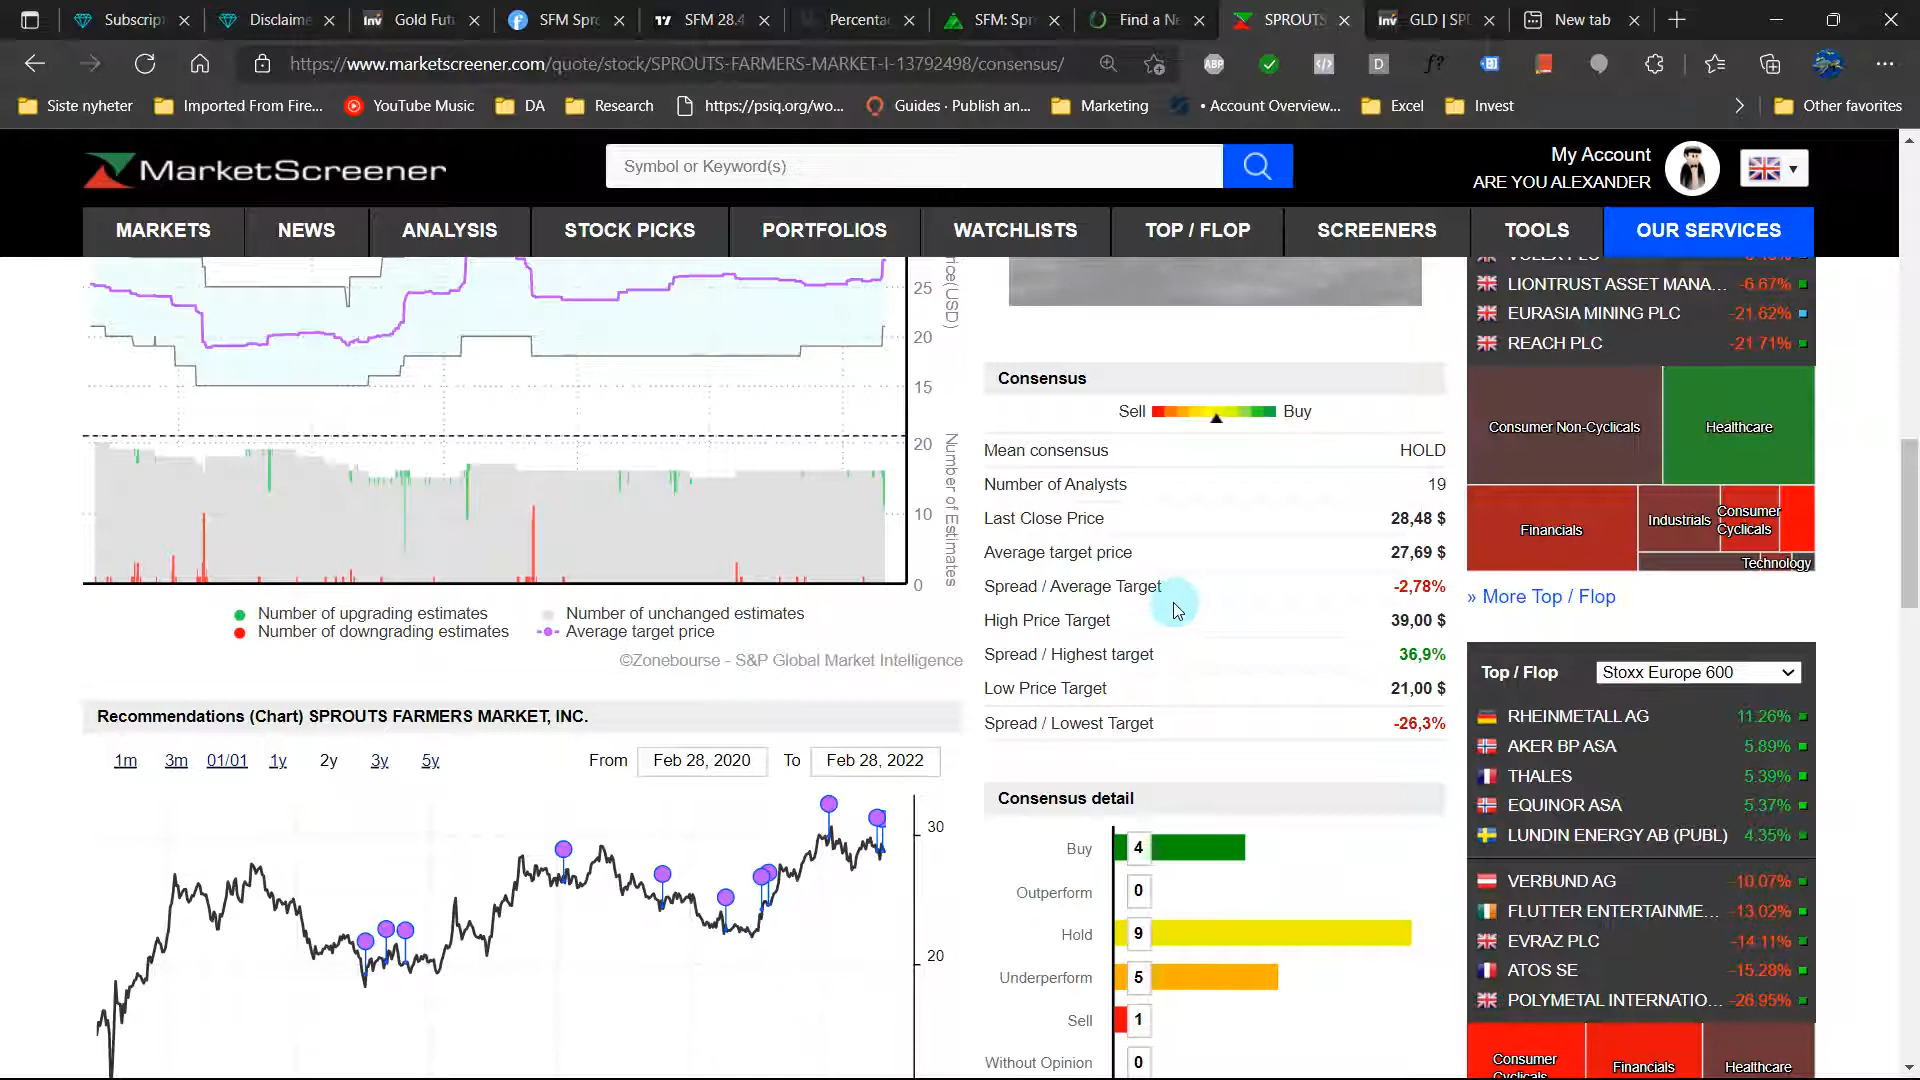 Subscrip
Disclaime
Gold Fut
SFM Spro
SFM 28.4
Percentac
SFM: Spr
Find a Ne
SPROUTS
GLD | SPD
New tab
https://www.marketscreener.com/quote/stock/SPROUTS-FARMERS-MARKET-I-13792498/consensus/
Siste nyheter
Imported From Fire...
YouTube Music
DA
Research
https://psiq.org/wo...
Guides · Publish an...
Marketing
• Account Overview...
Excel
Invest
Other favorites
MarketScreener
Symbol or Keyword(s)
My Account
ARE YOU ALEXANDER
MARKETS
NEWS
ANALYSIS
STOCK PICKS
PORTFOLIOS
WATCHLISTS
TOP / FLOP
SCREENERS
TOOLS
OUR SERVICES
25
20
15
rice(USD)
20
10
0
Number of Estimates
Number of upgrading estimates
Number of unchanged estimates
Number of downgrading estimates
Average target price
©Zonebourse - S&P Global Market Intelligence
Recommendations (Chart) SPROUTS FARMERS MARKET, INC.
1m 3m 01/01 1y 2y 3y 5y
From Feb 28, 2020 To Feb 28, 2022
30
20
Consensus
Sell Buy
Mean consensus HOLD
Number of Analysts 19
Last Close Price 28,48 $
Average target price 27,69 $
Spread / Average Target -2,78%
High Price Target 39,00 $
Spread / Highest target 36,9%
Low Price Target 21,00 $
Spread / Lowest Target -26,3%
Consensus detail
Buy 4
Outperform 0
Hold 9
Underperform 5
Sell 1
Without Opinion 0
LIONTRUST ASSET MANA... -6.67%
EURASIA MINING PLC -21.62%
REACH PLC -21.71%
Consumer Non-Cyclicals
Healthcare
Financials
Industrials
Consumer
Cyclicals
Technology
» More Top / Flop
Top / Flop Stoxx Europe 600
RHEINMETALL AG 11.26%
AKER BP ASA 5.89%
THALES 5.39%
EQUINOR ASA 5.37%
LUNDIN ENERGY AB (PUBL) 4.35%
VERBUND AG -10.07%
FLUTTER ENTERTAINME... -13.02%
EVRAZ PLC -14.11%
ATOS SE -15.28%
POLYMETAL INTERNATIO... -26.95%
Consumer
Cyclicals
Financials
Healthcare